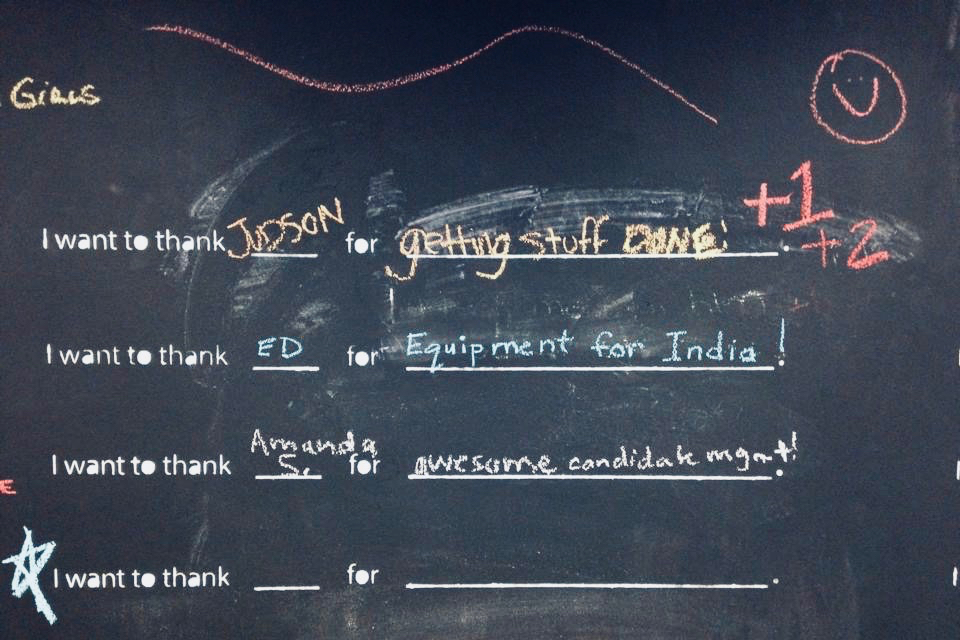 GIRLS
I want to thank JUDSON for getting stuff DONE! . +1
+2
I want to thank ED for Equipment for India!
I want to thank Amanda S. for awesome candidate mgmt!
I want to thank ___ for ___.